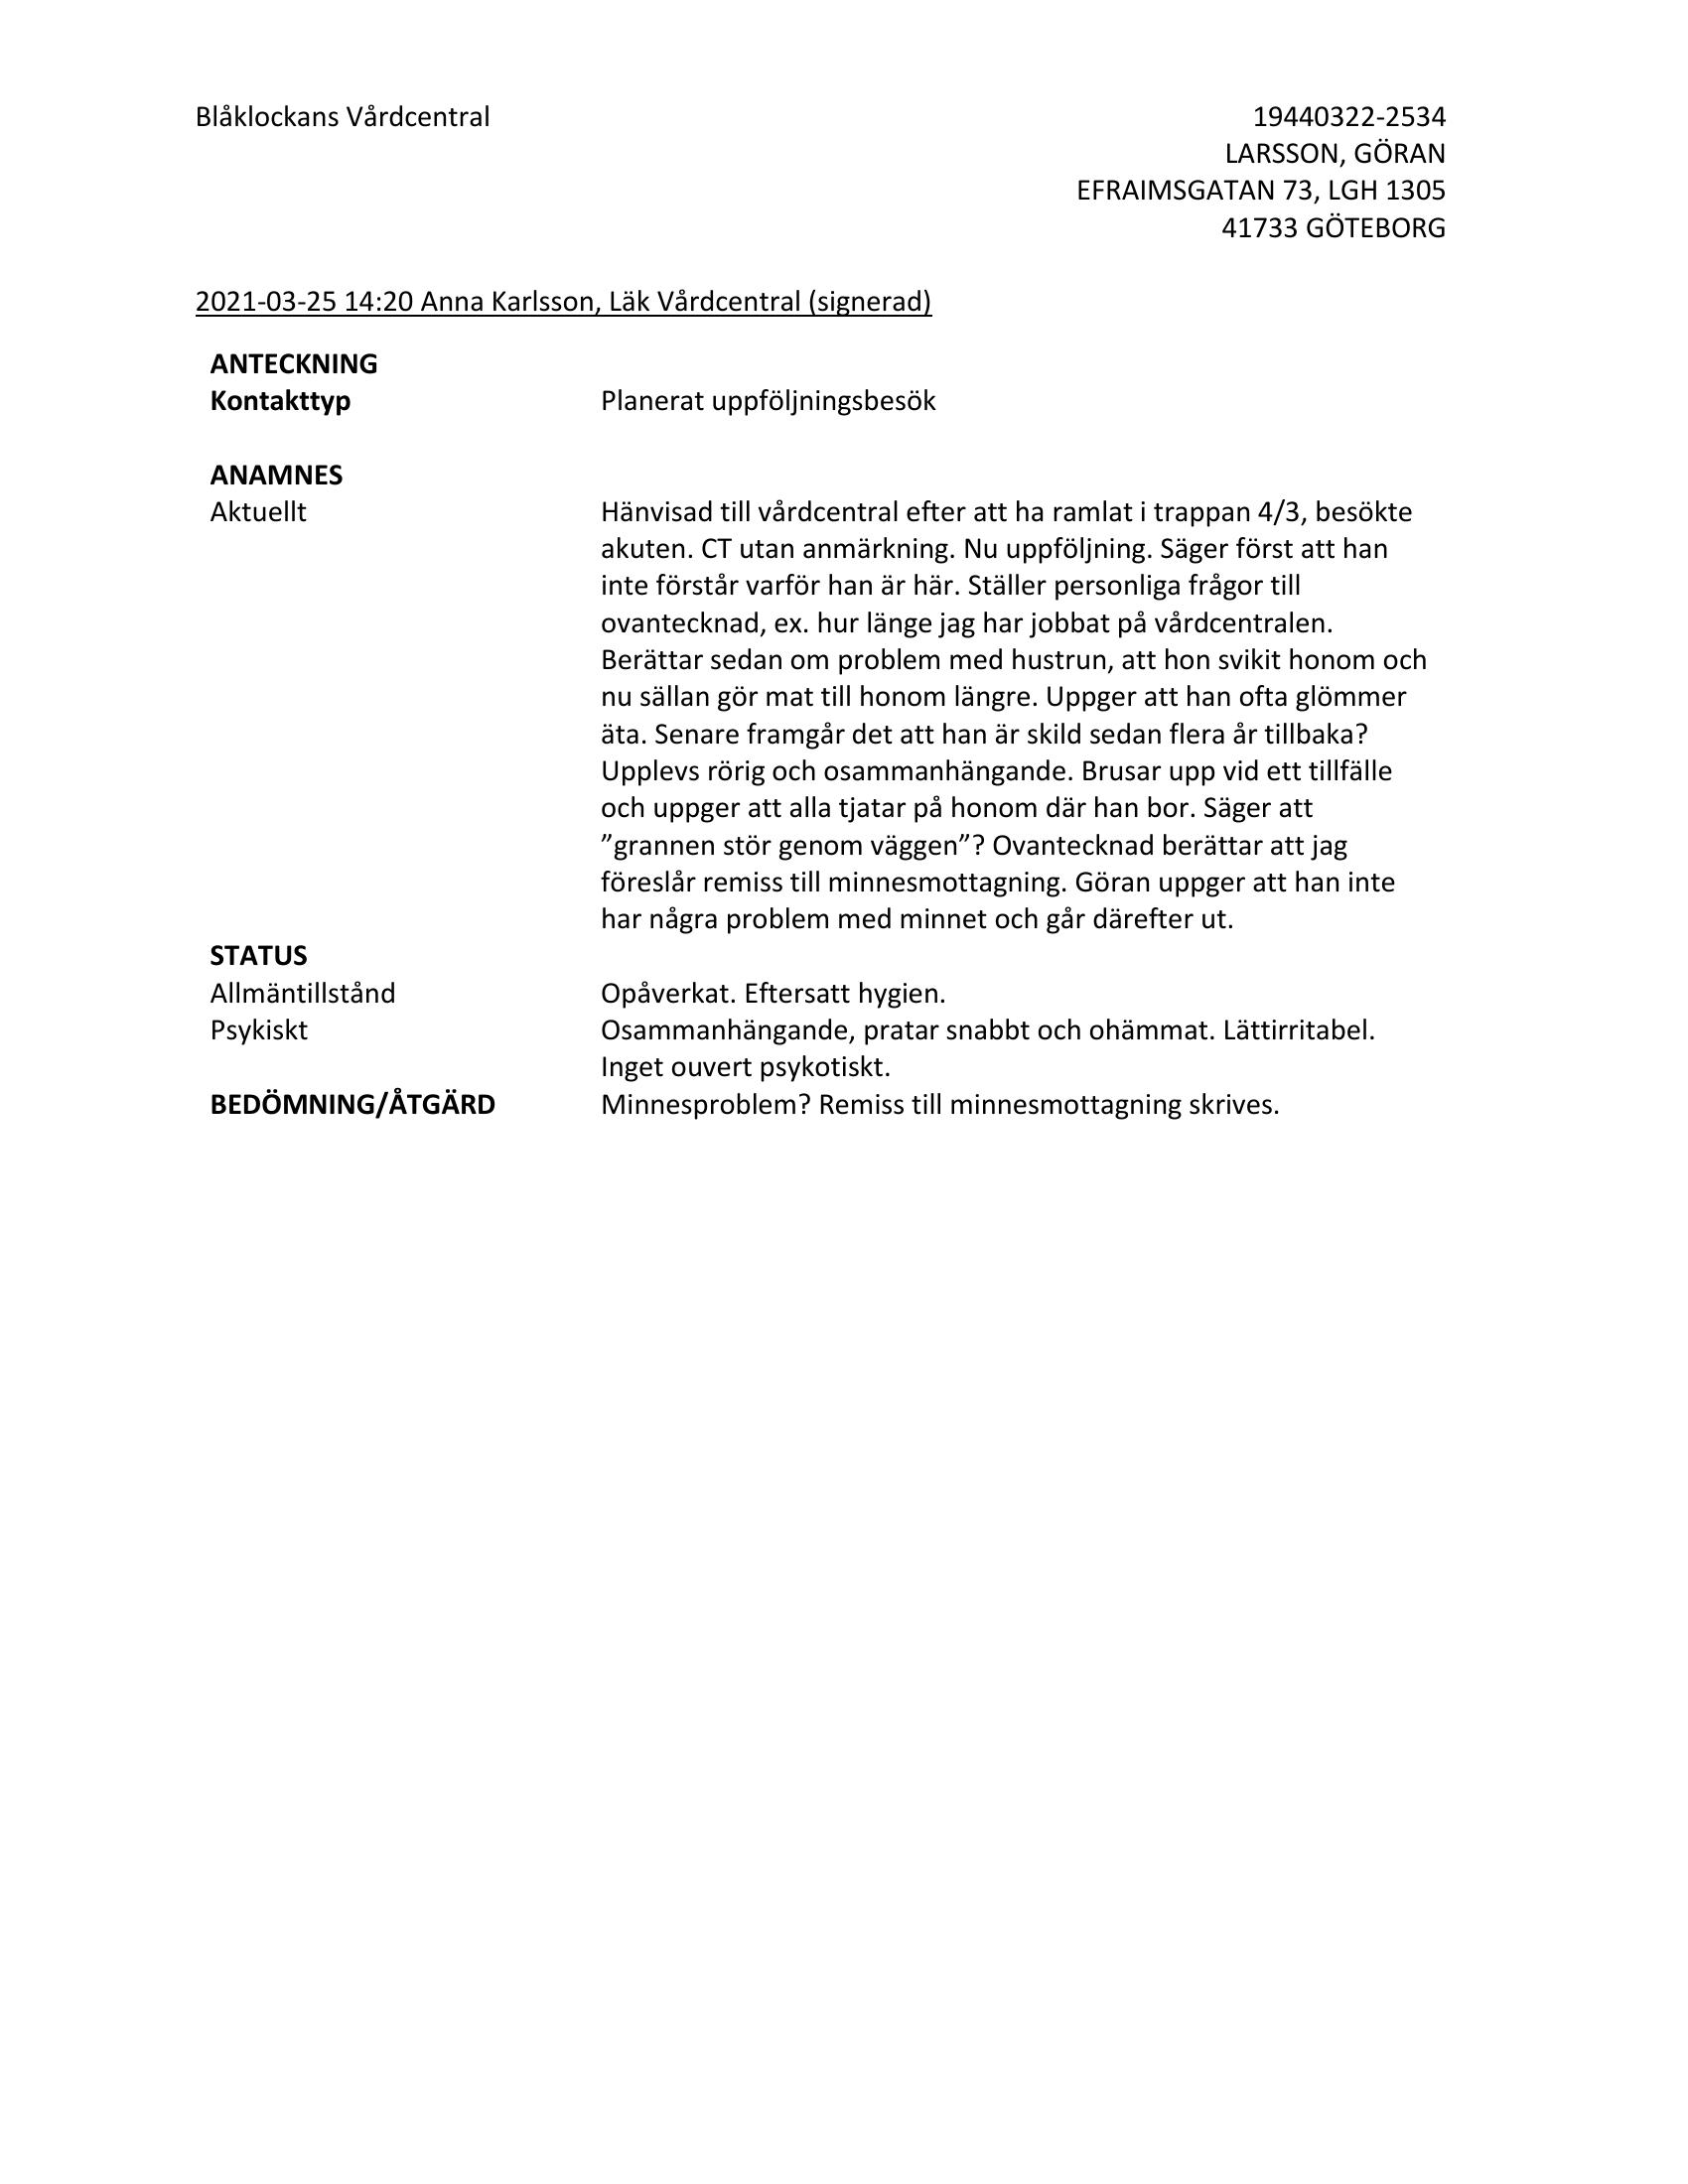 Blåklockans Vårdcentral
19440322-2534
LARSSON, GÖRAN
EFRAIMSGATAN 73, LGH 1305
41733 GÖTEBORG
2021-03-25 14:20 Anna Karlsson, Läk Vårdcentral (signerad)
ANTECKNING
Kontakttyp Planerat uppföljningsbesök
ANAMNES
Aktuellt Hänvisad till vårdcentral efter att ha ramlat i trappan 4/3, besökte
akuten. CT utan anmärkning. Nu uppföljning. Säger först att han
inte förstår varför han är här. Ställer personliga frågor till
ovantecknad, ex. hur länge jag har jobbat på vårdcentralen.
Berättar sedan om problem med hustrun, att hon svikit honom och
nu sällan gör mat till honom längre. Uppger att han ofta glömmer
äta. Senare framgår det att han är skild sedan flera år tillbaka?
Upplevs rörig och osammanhängande. Brusar upp vid ett tillfälle
och uppger att alla tjatar på honom där han bor. Säger att
”grannen stör genom väggen”? Ovantecknad berättar att jag
föreslår remiss till minnesmottagning. Göran uppger att han inte
har några problem med minnet och går därefter ut.
STATUS
Allmäntillstånd Opåverkat. Eftersatt hygien.
Psykiskt Osammanhängande, pratar snabbt och ohämmat. Lättirritabel.
Inget ouvert psykotiskt.
BEDÖMNING/ÅTGÄRD Minnesproblem? Remiss till minnesmottagning skrives.